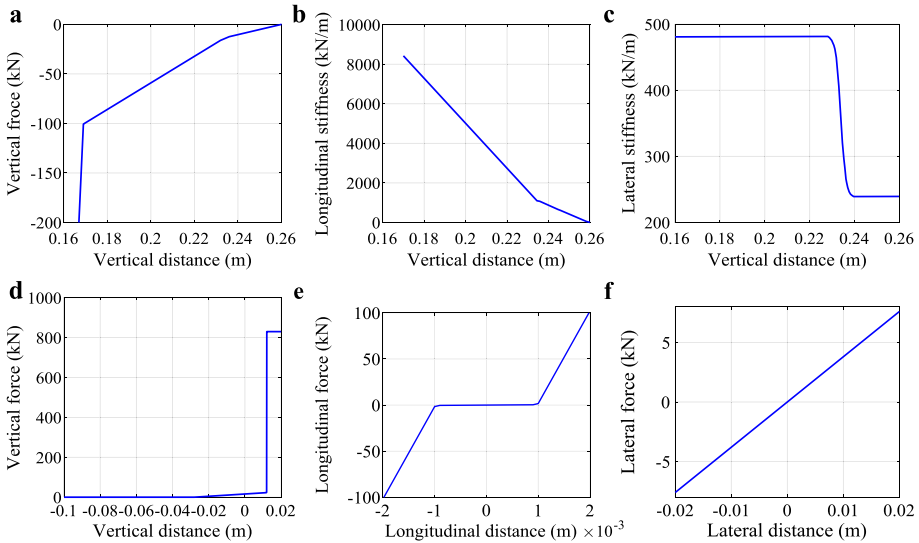 a
Vertical froce (kN)
0
-50
-100
-150
-200
0.16 0.18 0.2 0.22 0.24 0.26
Vertical distance (m)
b
Longitudinal stiffness (kN/m)
10000
8000
6000
4000
2000
0
0.16 0.18 0.2 0.22 0.24 0.26
Vertical distance (m)
c
Lateral stiffness (kN/m)
500
400
300
200
0.16 0.18 0.2 0.22 0.24 0.26
Vertical distance (m)
d
Vertical force (kN)
1000
800
600
400
200
0
-0.1 -0.08 -0.06 -0.04 -0.02 0 0.02
Vertical distance (m)
e
Longitudinal force (kN)
100
50
0
-50
-100
-2 -1 0 1 2
Longitudinal distance (m) ×10-3
f
Lateral force (kN)
5
0
-5
-0.02 -0.01 0 0.01 0.02
Lateral distance (m)